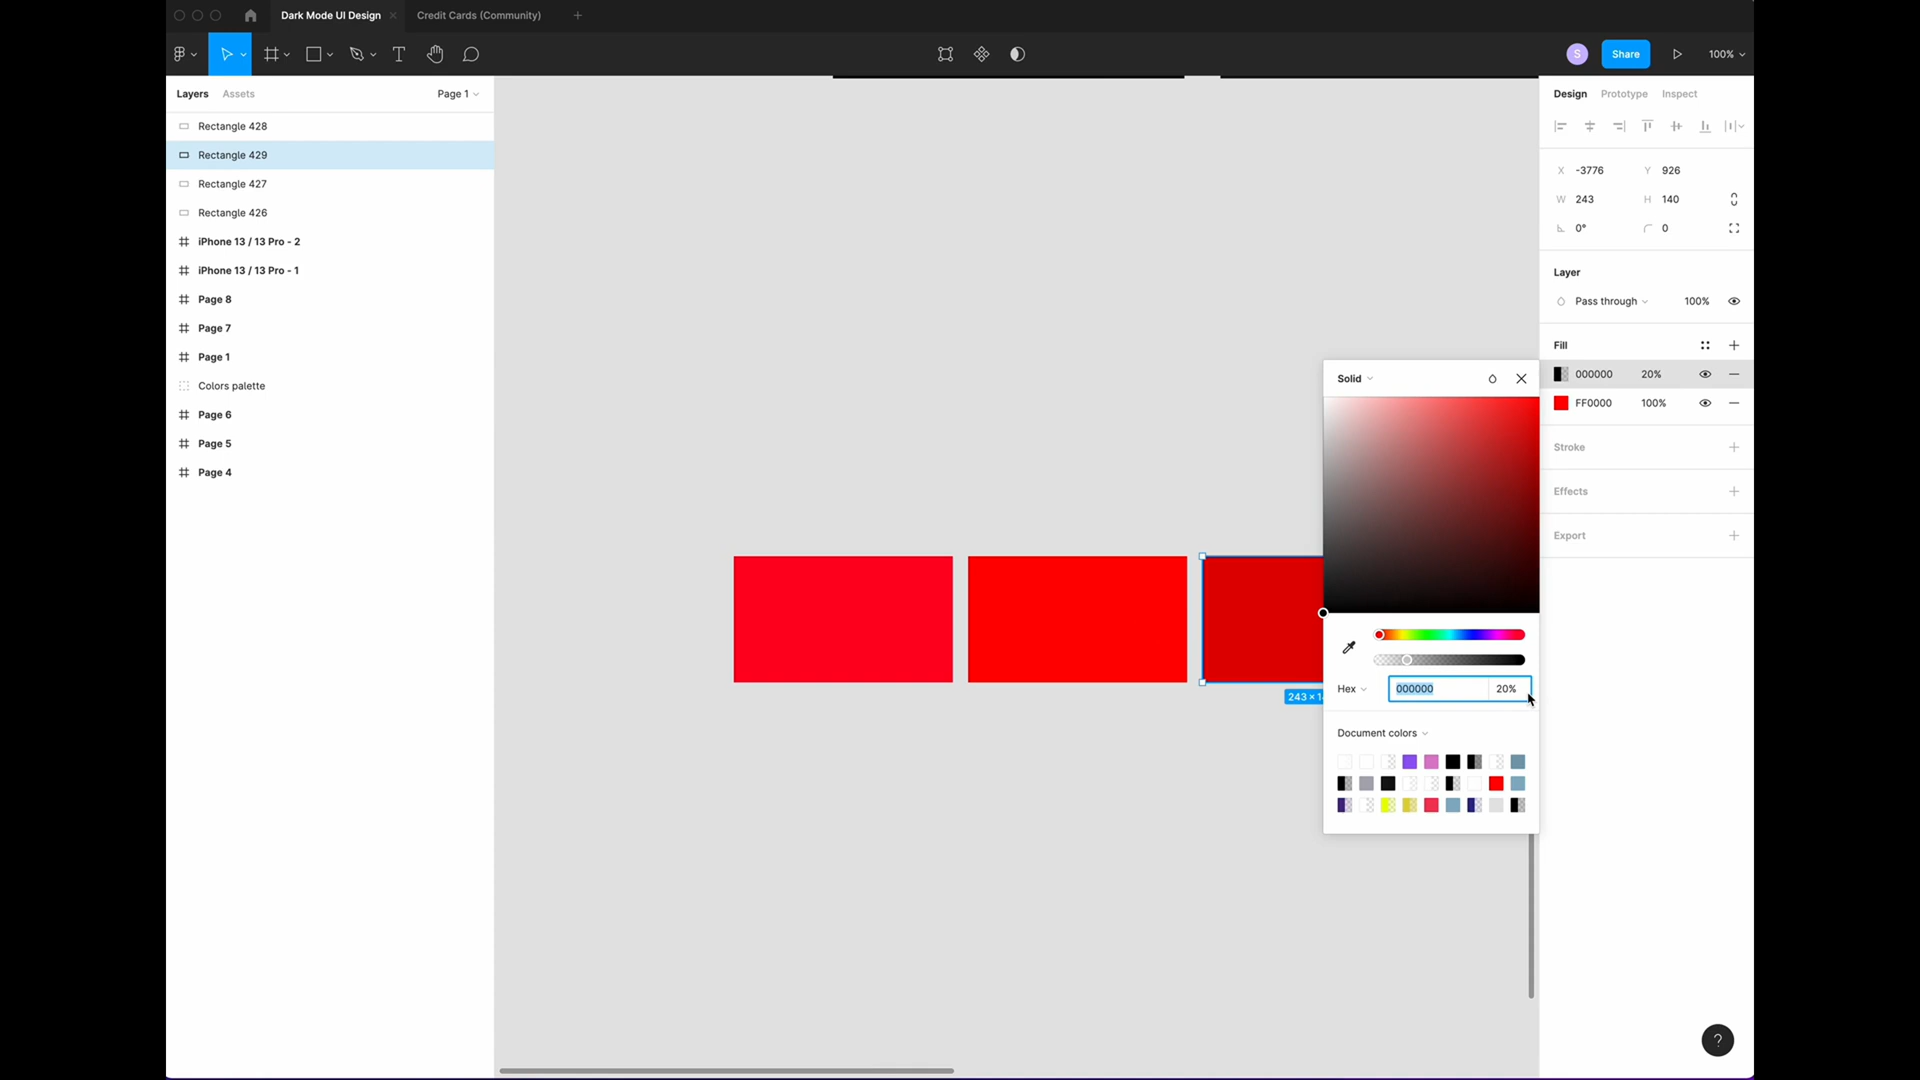 Dark Mode UI Design
Credit Cards (Community)
S
Share
100%
Layers
Assets
Page 1
Rectangle 428
Rectangle 429
Rectangle 427
Rectangle 426
iPhone 13 / 13 Pro - 2
iPhone 13 / 13 Pro - 1
Page 8
Page 7
Page 1
Colors palette
Page 6
Page 5
Page 4
243 × 1
Solid
Hex
000000
20%
Document colors
Design
Prototype
Inspect
X -3776
Y 926
W 243
H 140
0°
0
Layer
Pass through
100%
Fill
000000
20%
FF0000
100%
Stroke
Effects
Export
?